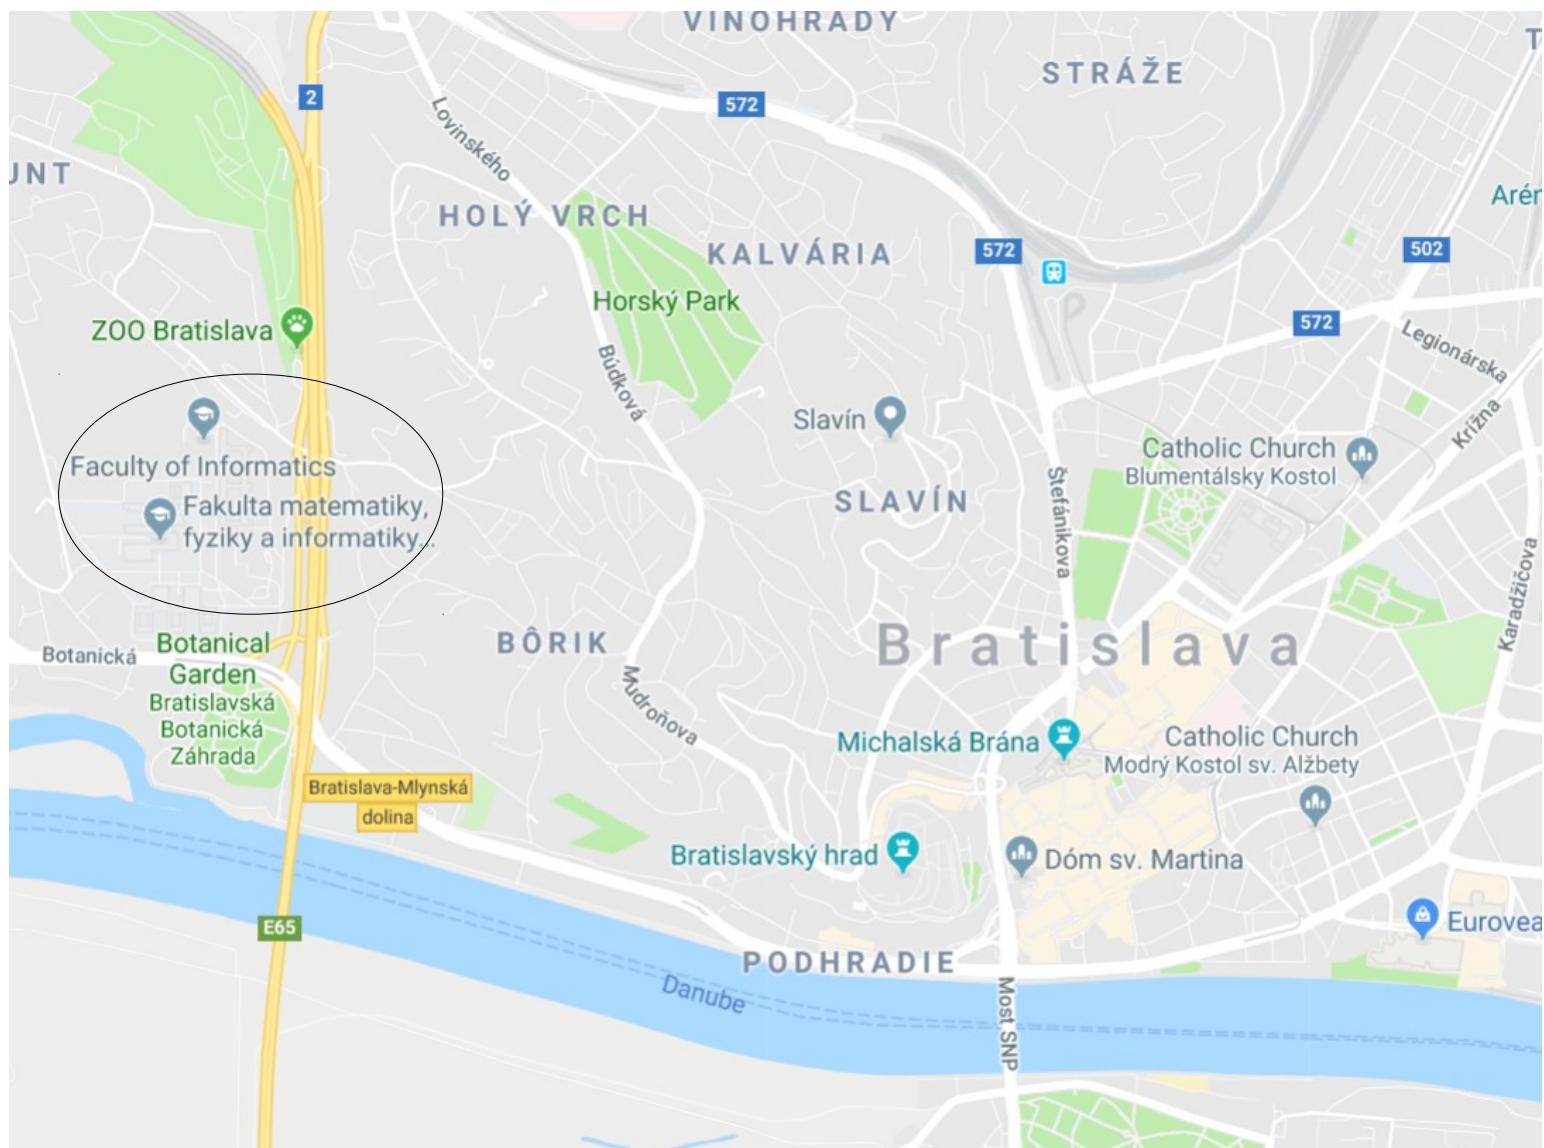 VINOHRADY
STRÁŽE
2
572
Lovinského
HOLÝ VRCH
KALVÁRIA
572
502
Horský Park
572
ZOO Bratislava
Legionárska
Búdková
Slavín
Krížna
Catholic Church
Blumentálsky Kostol
Faculty of Informatics
Fakulta matematiky,
fyziky a informatiky...
SLAVÍN
Štefánikova
Karadžičova
Botanická
Botanical
Garden
Bratislavská
Botanická
Záhrada
BÔRIK
Bratislava
Mudroňova
Michalská Brána
Catholic Church
Modrý Kostol sv. Alžbety
Bratislava-Mlynská
dolina
Bratislavský hrad
Dóm sv. Martina
E65
Eurovea
PODHRADIE
Danube
Most SNP